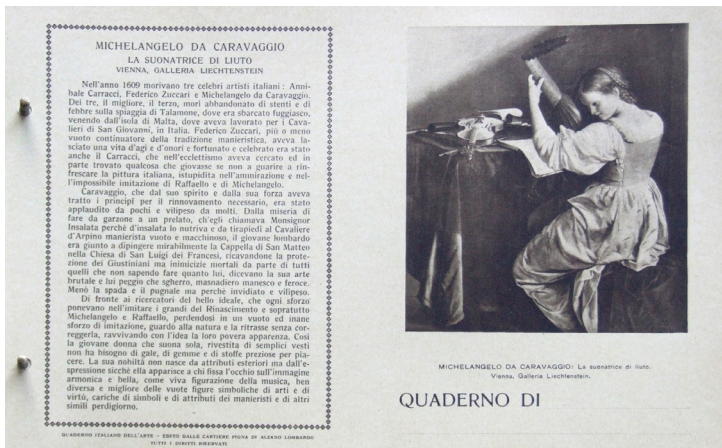 MICHELANGELO DA CARAVAGGIO
LA SUONATRICE DI LIUTO
VIENNA, GALLERIA LIECHTENSTEIN
Nell'anno 1609 morivano tre celebri artisti italiani: Anni-
bale Carracci, Federico Zuccari e Michelangelo da Caravaggio.
Dei tre, il migliore, il terzo, morì abbandonato di stenti e di
febbre sulla spiaggia di Talamone, dove era sbarcato fuggiasco,
venendo dall'isola di Malta, dove aveva lavorato per i Cava-
lieri di San Giovanni, in Italia. Federico Zuccari, più o meno
vuoto continuatore della tradizione manieristica, aveva la-
sciato una vita d'agi e d'onori e fortunato e celebrato era stato
anche il Carracci, che nell'ecclettismo aveva cercato ed in
parte trovato qualcosa che giovasse se non a guarire a rin-
frescare la pittura italiana, istupidita nell'ammirazione e nel-
l'impossibile imitazione di Raffaello e di Michelangelo.
Caravaggio, che dal suo spirito e dalla sua forza aveva
tratto i principî per il rinnovamento necessario, era stato
applaudito da pochi e vilipeso da molti. Dalla miseria di
fare da garzone a un prelato, ch'egli chiamava Monsignor
Insalata perchè d'insalata lo nutriva e da tirapiedi al Cavaliere
d'Arpino manierista vuoto e macchinoso, il giovane lombardo
era giunto a dipingere mirabilmente la Cappella di San Matteo
nella Chiesa di San Luigi dei Francesi, ricavandone la prote-
zione dei Giustiniani ma inimicizie mortali da parte di tutti
quelli che non sapendo fare quanto lui, dicevano la sua arte
brutale e lui peggio che sgherro, masnadiero manesco e feroce.
Menò la spada e il pugnale ma perchè invidiato e vilipeso.
Di fronte ai ricercatori del bello ideale, che ogni sforzo
ponevano nell'imitare i grandi del Rinascimento e sopratutto
Michelangelo e Raffaello, perdendosi in un vuoto ed inane
sforzo di imitazione, guardò alla natura e la ritrasse senza cor-
reggerla, ravvivando con l'idea la loro povera apparenza. Così
la giovane donna che suona sola, rivestita di semplici vesti
non ha bisogno di gale, di gemme e di stoffe preziose per pia-
cere. La sua nobiltà non nasce da attributi esteriori ma dall'e-
spressione sicchè ella apparisce a chi fissa l'occhio sull'immagine
armonica e bella, come viva figurazione della musica, ben
diversa e migliore delle vuote figure simboliche di arti e di
virtù, cariche di simboli e di attributi dei manieristi e di altri
simili perdigiorno.
QUADERNO ITALIANO DELL'ARTE - EDITO DALLE CARTIERE PIGNA DI ALZANO LOMBARDO
TUTTI I DIRITTI RISERVATI
MICHELANGELO DA CARAVAGGIO: La suonatrice di liuto.
Vienna, Galleria Liechtenstein.
QUADERNO DI